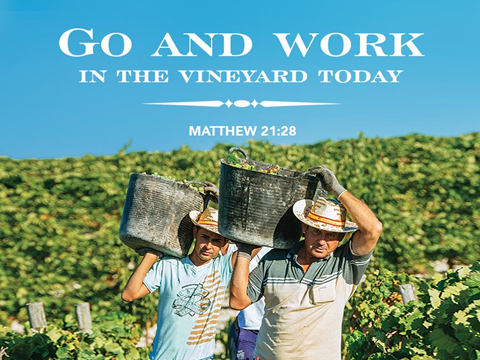 GO AND WORK
IN THE VINEYARD TODAY
MATTHEW 21:28